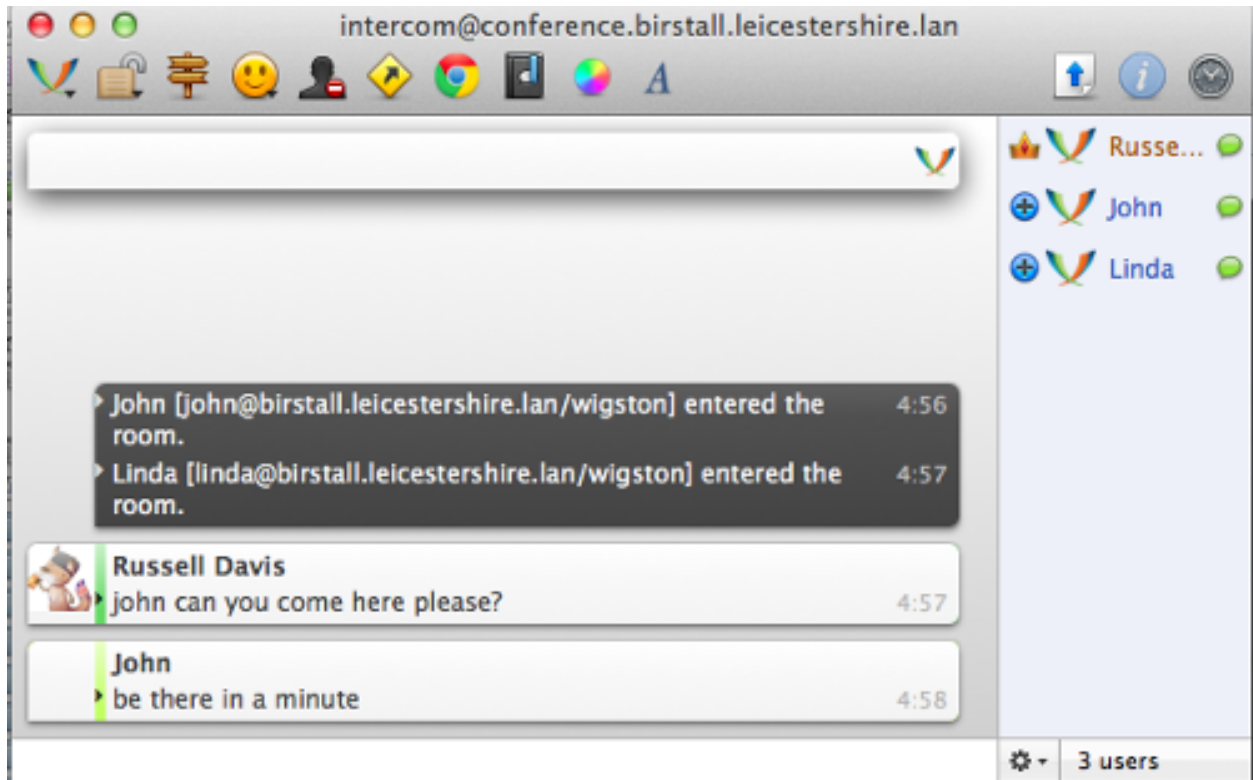 intercom@conference.birstall.leicestershire.lan
A
Russe...
John
Linda
John [john@birstall.leicestershire.lan/wigston] entered the
room.
4:56
Linda [linda@birstall.leicestershire.lan/wigston] entered the
room.
4:57
Russell Davis
john can you come here please?
4:57
John
be there in a minute
4:58
3 users